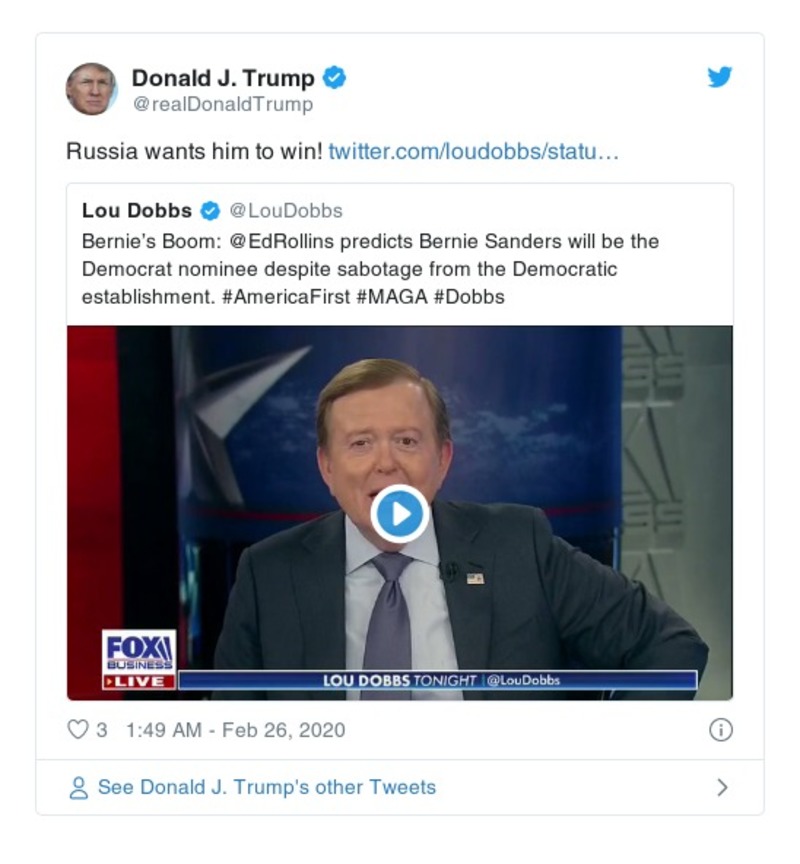 Donald J. Trump
@realDonaldTrump
Russia wants him to win! twitter.com/loudobbs/statu…
Lou Dobbs @LouDobbs
Bernie’s Boom: @EdRollins predicts Bernie Sanders will be the
Democrat nominee despite sabotage from the Democratic
establishment. #AmericaFirst #MAGA #Dobbs
FOX
BUSINESS
LIVE
LOU DOBBS TONIGHT @LouDobbs
3 1:49 AM - Feb 26, 2020
See Donald J. Trump's other Tweets